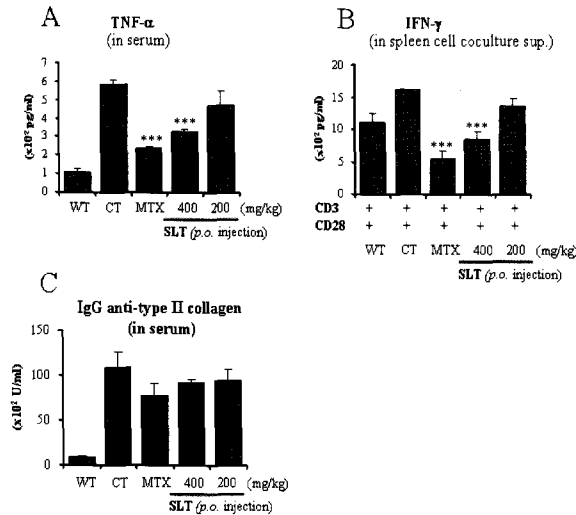 A
TNF-α
(in serum)
(x10² pg/ml)
7
6
5
4
3
2
1
0
***
***
WT CT MTX 400 200 (mg/kg)
SLT (p.o. injection)
B
IFN-γ
(in spleen cell coculture sup.)
(x10² pg/ml)
20
15
10
5
0
***
***
CD3 + + + + +
CD28 + + + + +
WT CT MTX 400 200 (mg/kg)
SLT (p.o. injection)
C
IgG anti-type II collagen
(in serum)
(x10² U/ml)
150
100
50
0
WT CT MTX 400 200 (mg/kg)
SLT (p.o. injection)